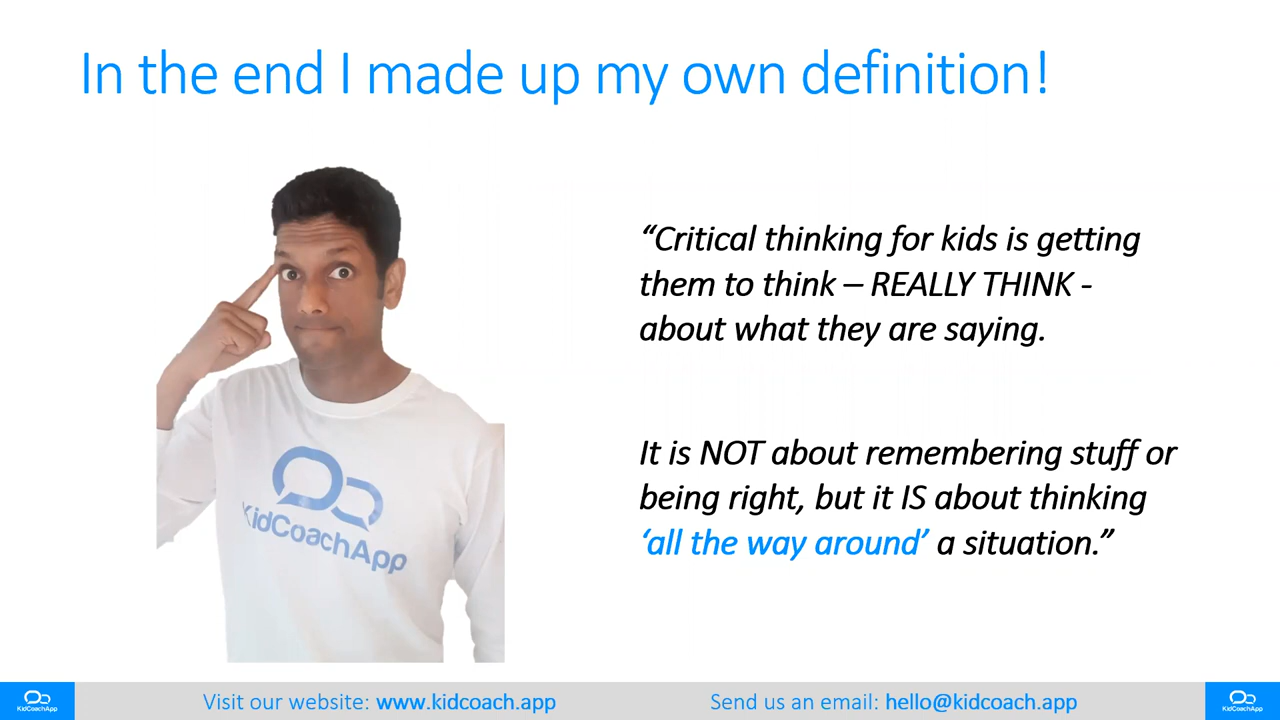 In the end I made up my own definition!
“Critical thinking for kids is getting
them to think – REALLY THINK -
about what they are saying.
It is NOT about remembering stuff or
being right, but it IS about thinking
‘all the way around’ a situation.”
KidCoachApp
KidCoachApp
Visit our website: www.kidcoach.app
Send us an email: hello@kidcoach.app
KidCoachApp